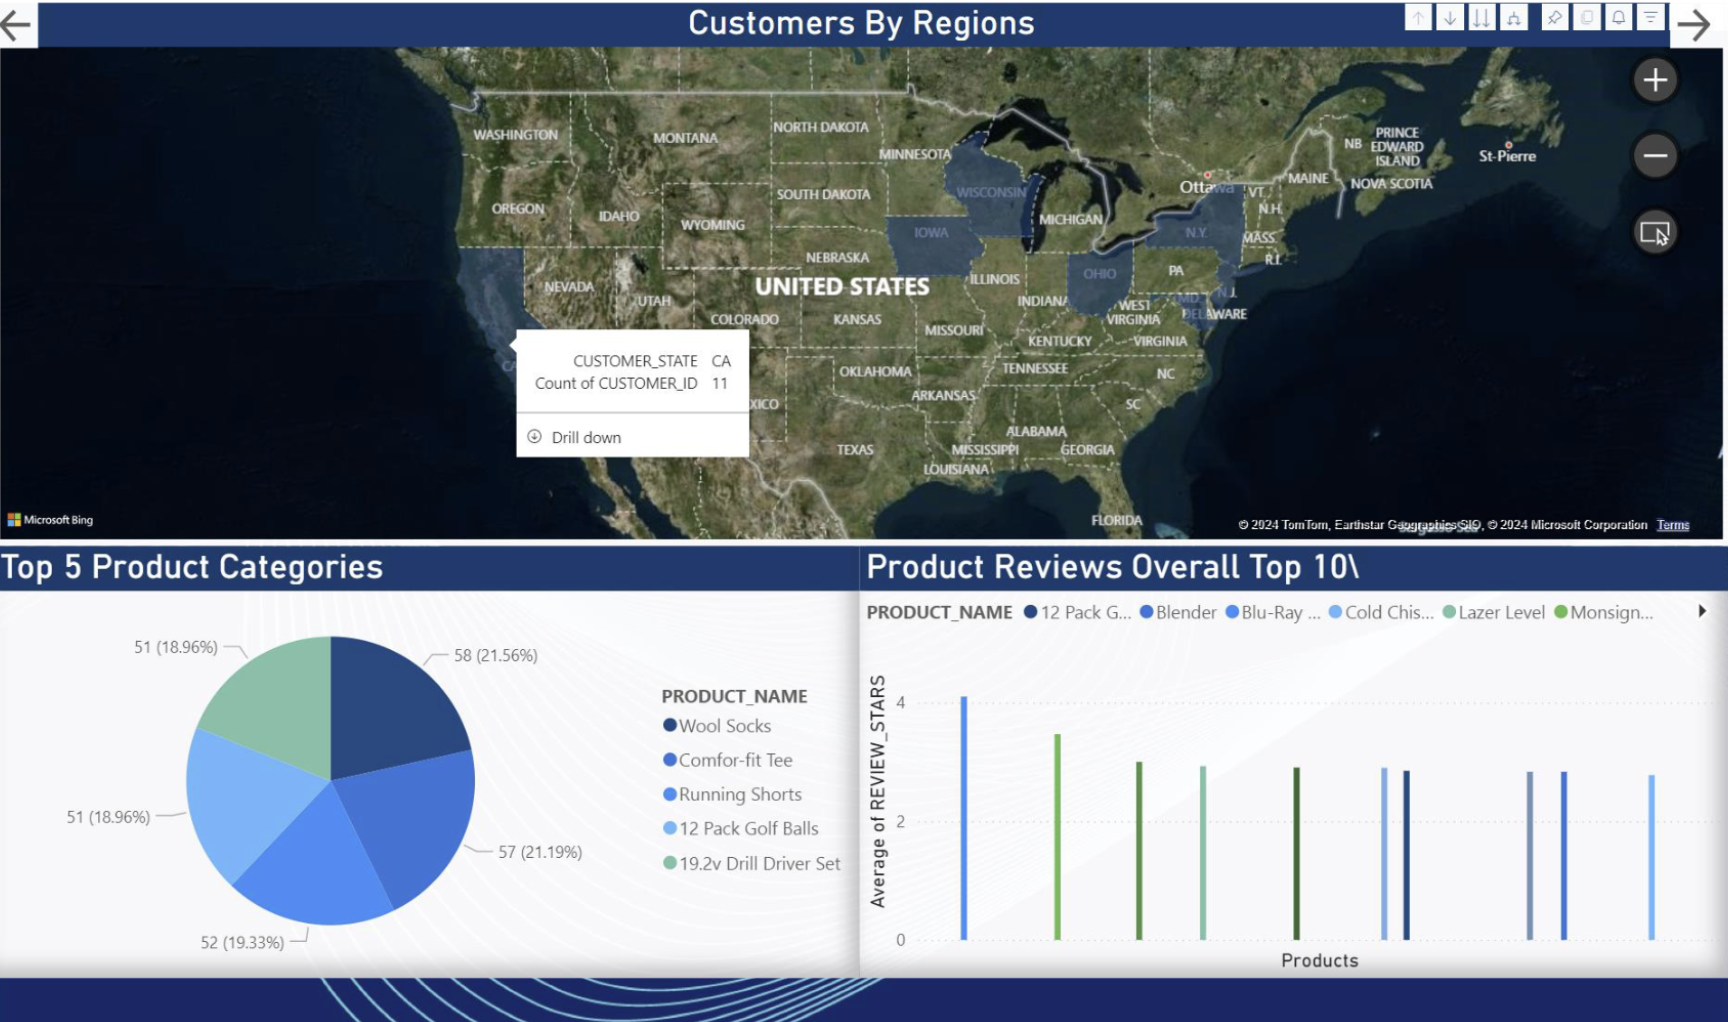 Customers By Regions
WASHINGTON
MONTANA
NORTH DAKOTA
MINNESOTA
NB
PRINCE
EDWARD
ISLAND
St-Pierre
Ottawa
MAINE
NOVA SCOTIA
OREGON
IDAHO
WYOMING
SOUTH DAKOTA
WISCONSIN
MICHIGAN
VT.
N.H.
N.Y.
MASS.
R.I.
IOWA
NEBRASKA
NEVADA
UTAH
UNITED STATES
ILLINOIS
INDIANA
OHIO
PA
MD.
N.J.
DELAWARE
WEST
VIRGINIA
COLORADO
KANSAS
MISSOURI
KENTUCKY
VIRGINIA
CUSTOMER_STATE CA
Count of CUSTOMER_ID 11
Drill down
CA
XICO
OKLAHOMA
TENNESSEE
NC
ARKANSAS
SC
TEXAS
ALABAMA
MISSISSIPPI
GEORGIA
LOUISIANA
FLORIDA
Microsoft Bing
© 2024 TomTom, Earthstar Geographics SIO, © 2024 Microsoft Corporation Terms
Top 5 Product Categories
51 (18.96%)
58 (21.56%)
51 (18.96%)
57 (21.19%)
52 (19.33%)
PRODUCT_NAME
Wool Socks
Comfor-fit Tee
Running Shorts
12 Pack Golf Balls
19.2v Drill Driver Set
Product Reviews Overall Top 10\
PRODUCT_NAME 12 Pack G... Blender Blu-Ray ... Cold Chis... Lazer Level Monsign...
Average of REVIEW_STARS
4
2
0
Products